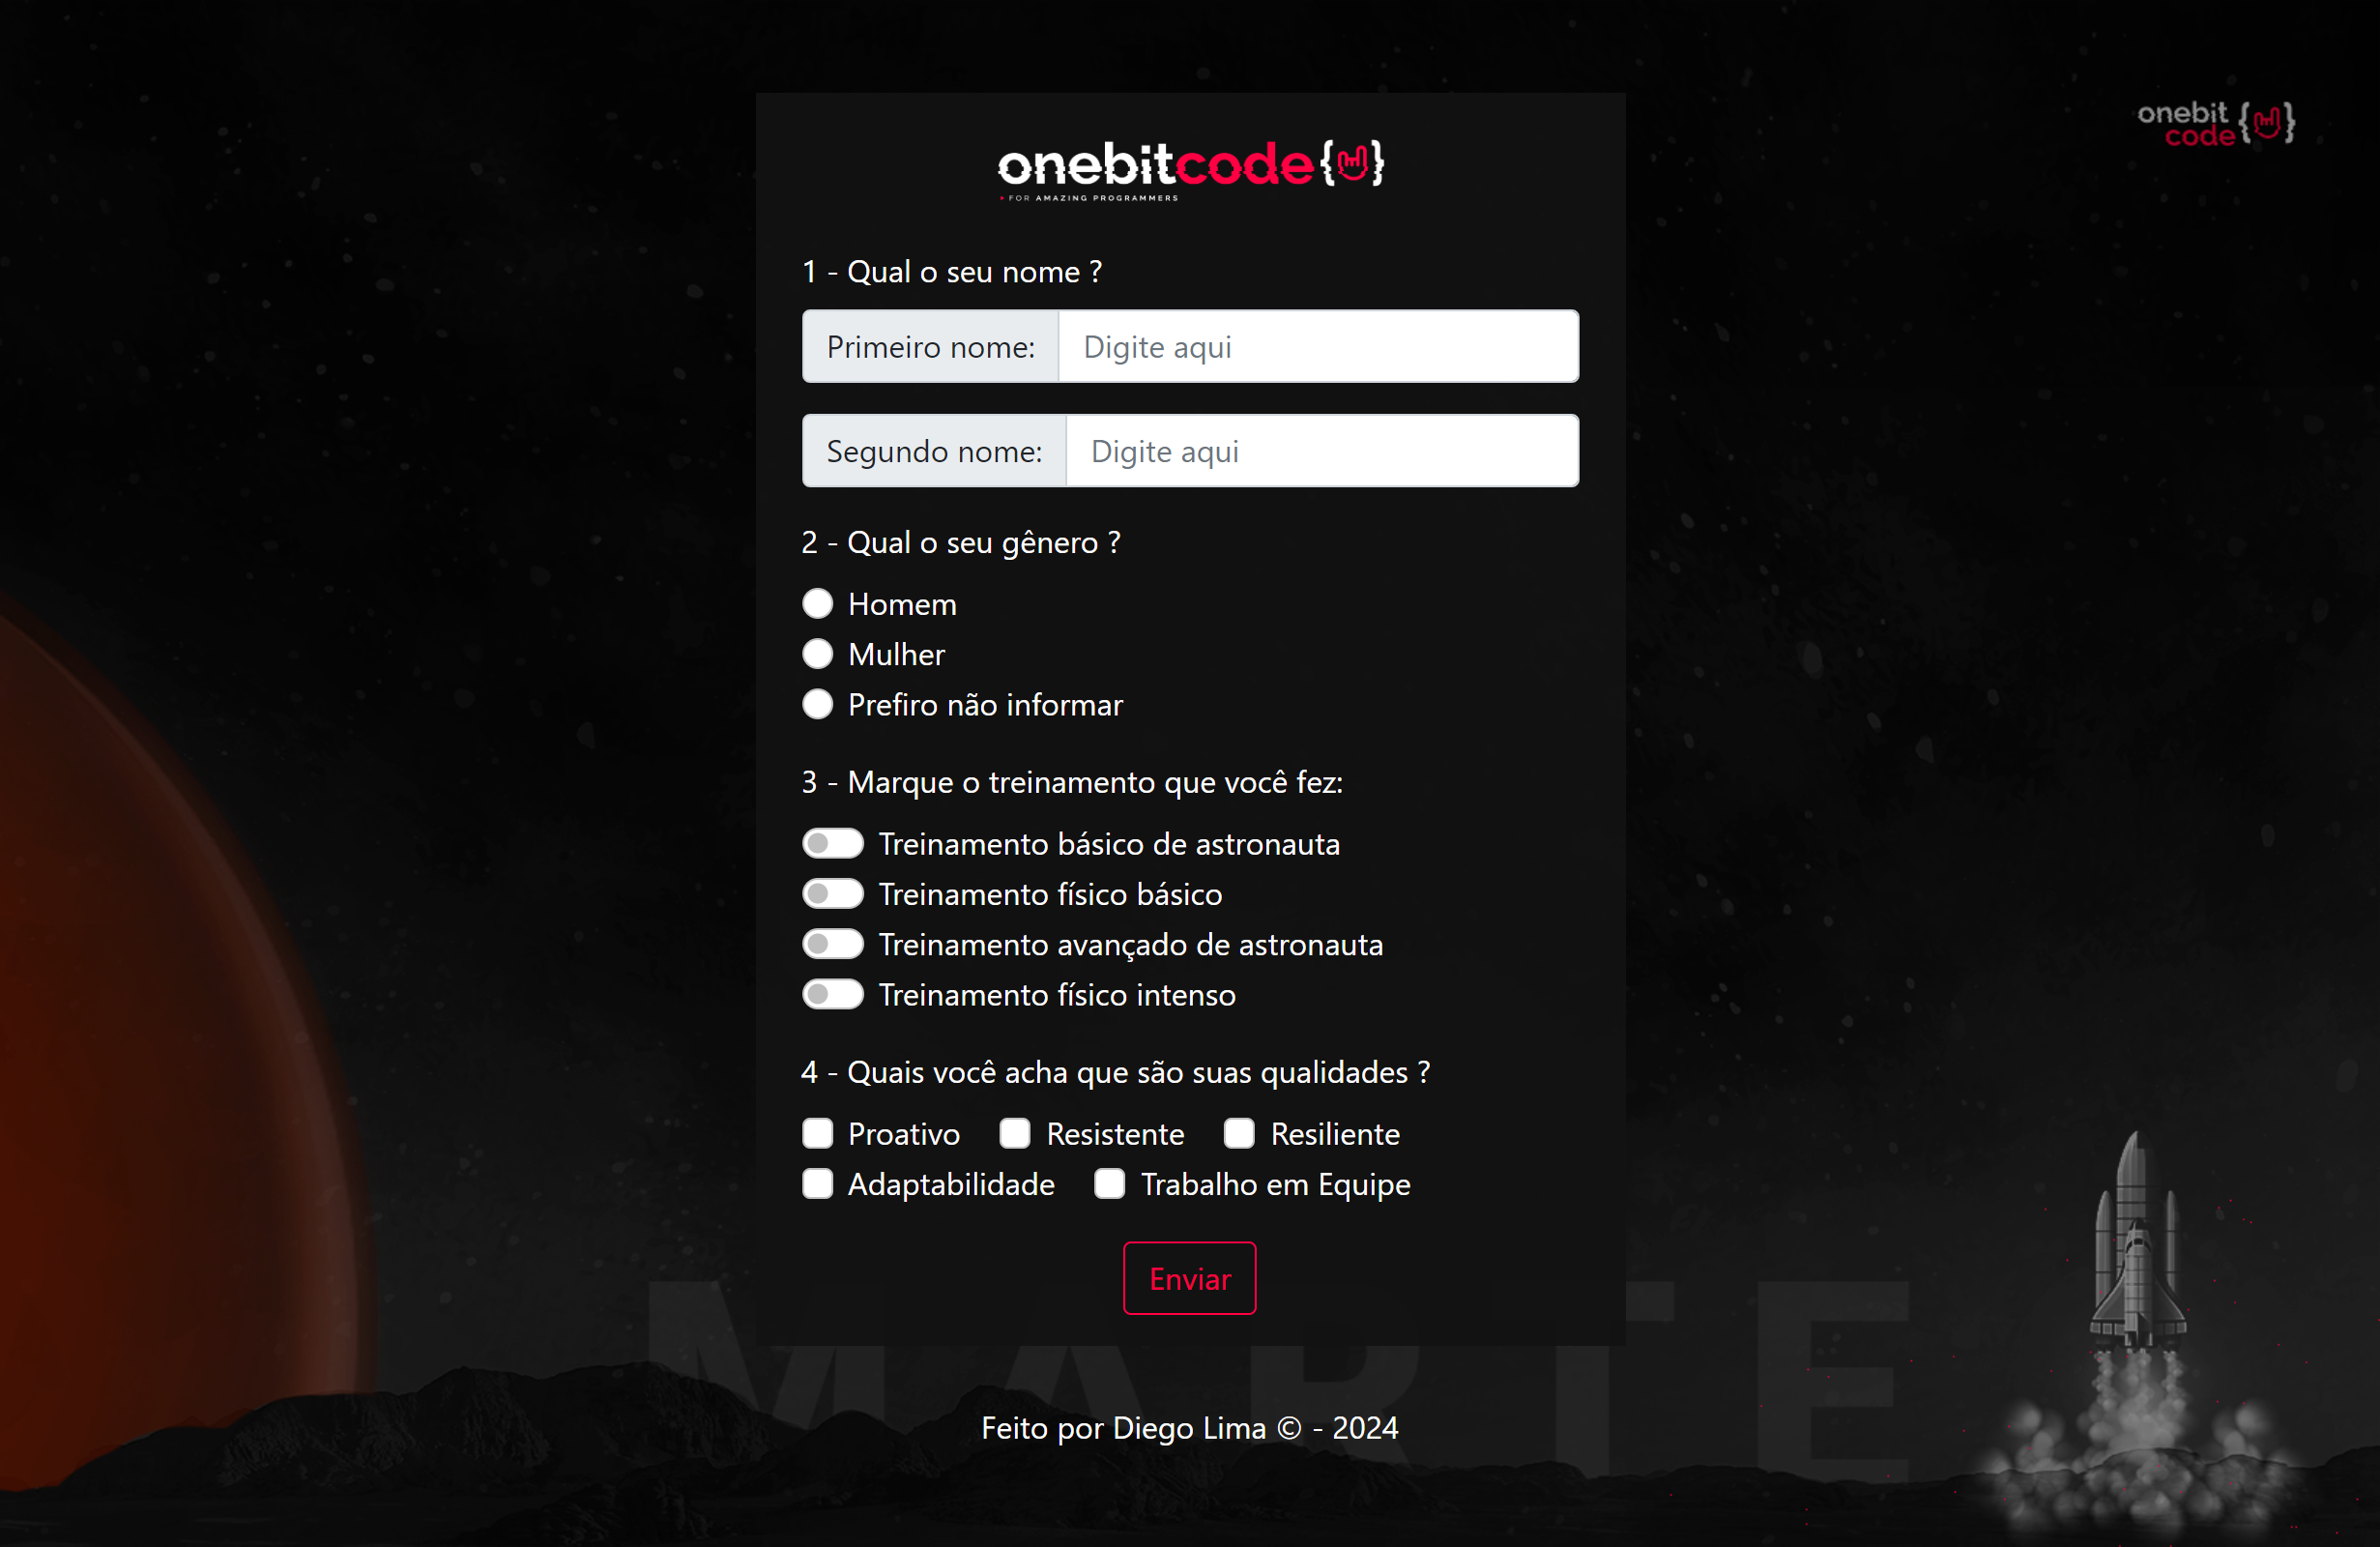 onebit
code
onebitcode
FOR AMAZING PROGRAMMERS
1 - Qual o seu nome ?
Primeiro nome: Digite aqui
Segundo nome: Digite aqui
2 - Qual o seu gênero ?
Homem
Mulher
Prefiro não informar
3 - Marque o treinamento que você fez:
Treinamento básico de astronauta
Treinamento físico básico
Treinamento avançado de astronauta
Treinamento físico intenso
4 - Quais você acha que são suas qualidades ?
Proativo Resistente Resiliente
Adaptabilidade Trabalho em Equipe
Enviar
MARTE
Feito por Diego Lima © - 2024